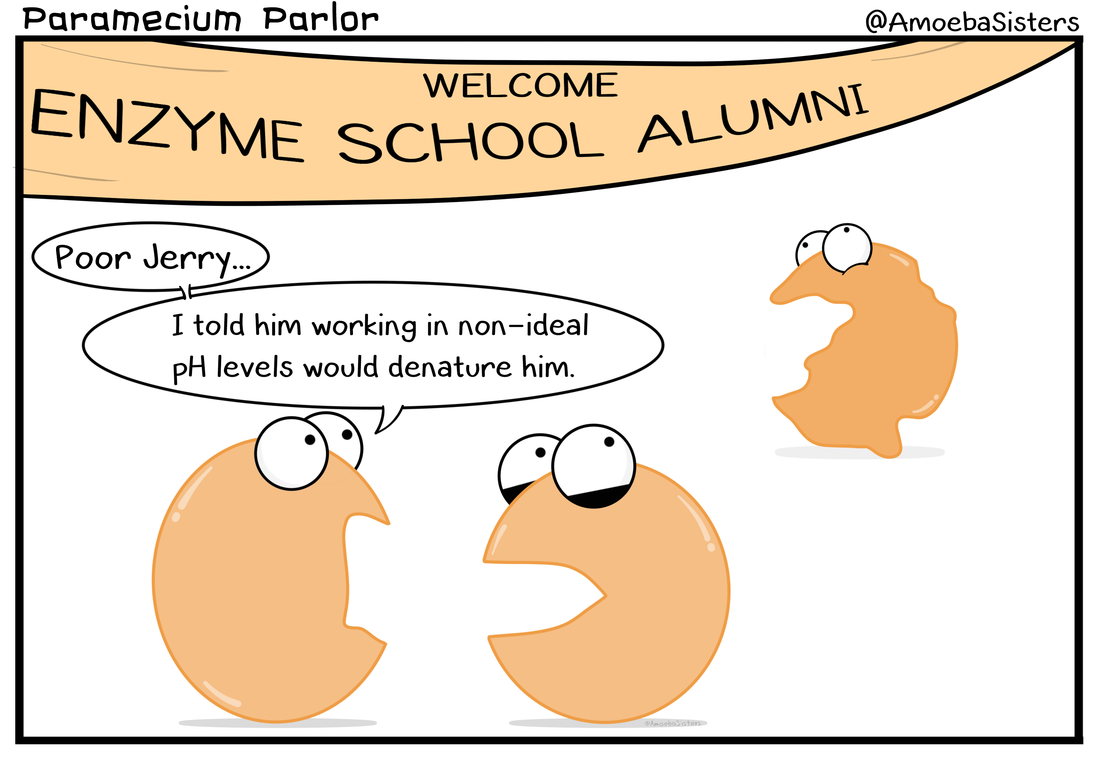 Paramecium Parlor
@AmoebaSisters
WELCOME
ENZYME SCHOOL ALUMNI
Poor Jerry...
I told him working in non-ideal
pH levels would denature him.
@AmoebaSisters